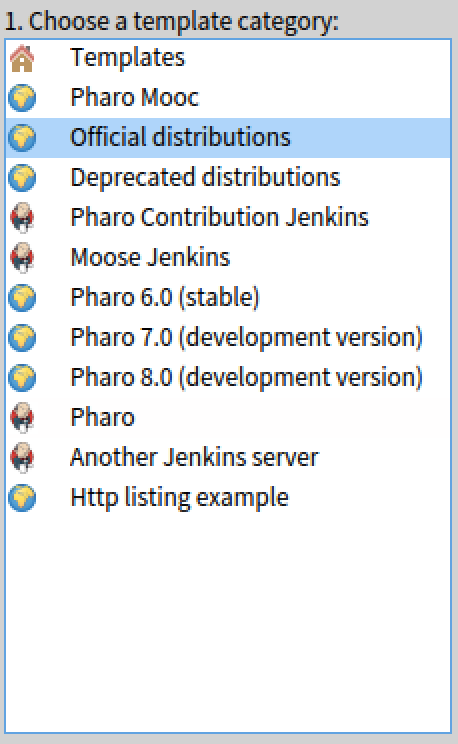 1. Choose a template category:
Templates
Pharo Mooc
Official distributions
Deprecated distributions
Pharo Contribution Jenkins
Moose Jenkins
Pharo 6.0 (stable)
Pharo 7.0 (development version)
Pharo 8.0 (development version)
Pharo
Another Jenkins server
Http listing example